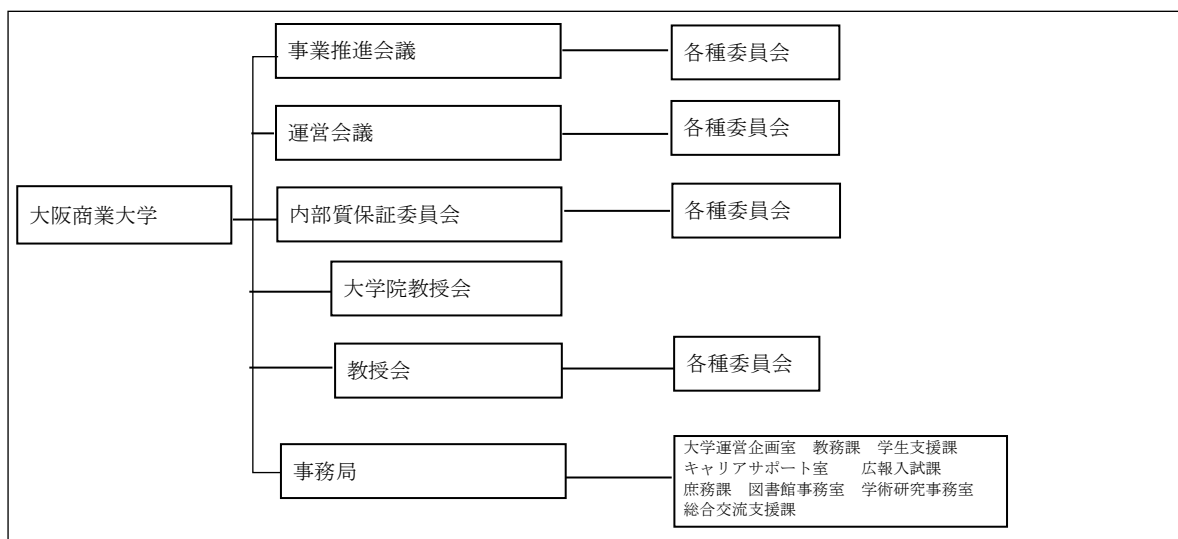 事業推進会議
各種委員会
運営会議
各種委員会
大阪商業大学
内部質保証委員会
各種委員会
大学院教授会
教授会
各種委員会
事務局
大学運営企画室　教務課　学生支援課
キャリアサポート室　　広報入試課
庶務課　図書館事務室　学術研究事務室
総合交流支援課